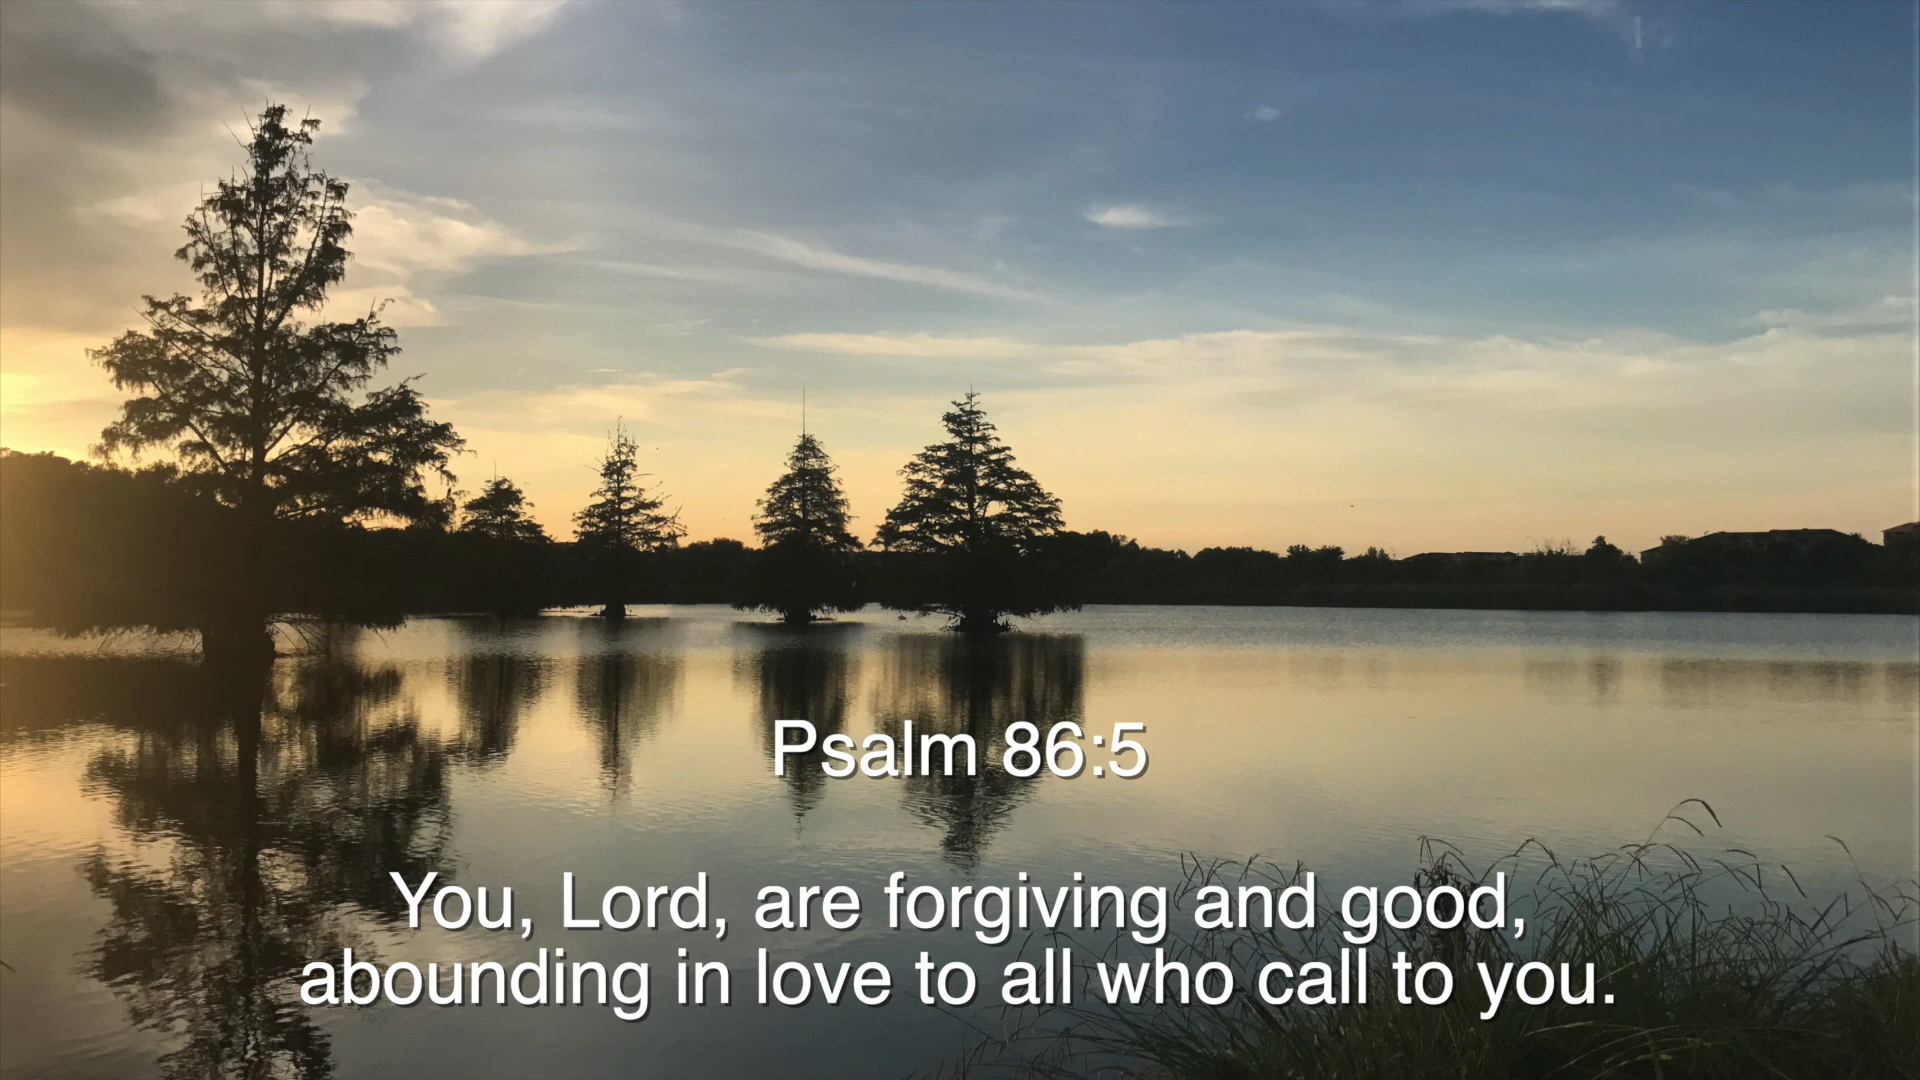 Psalm 86:5
You, Lord, are forgiving and good,
abounding in love to all who call to you.